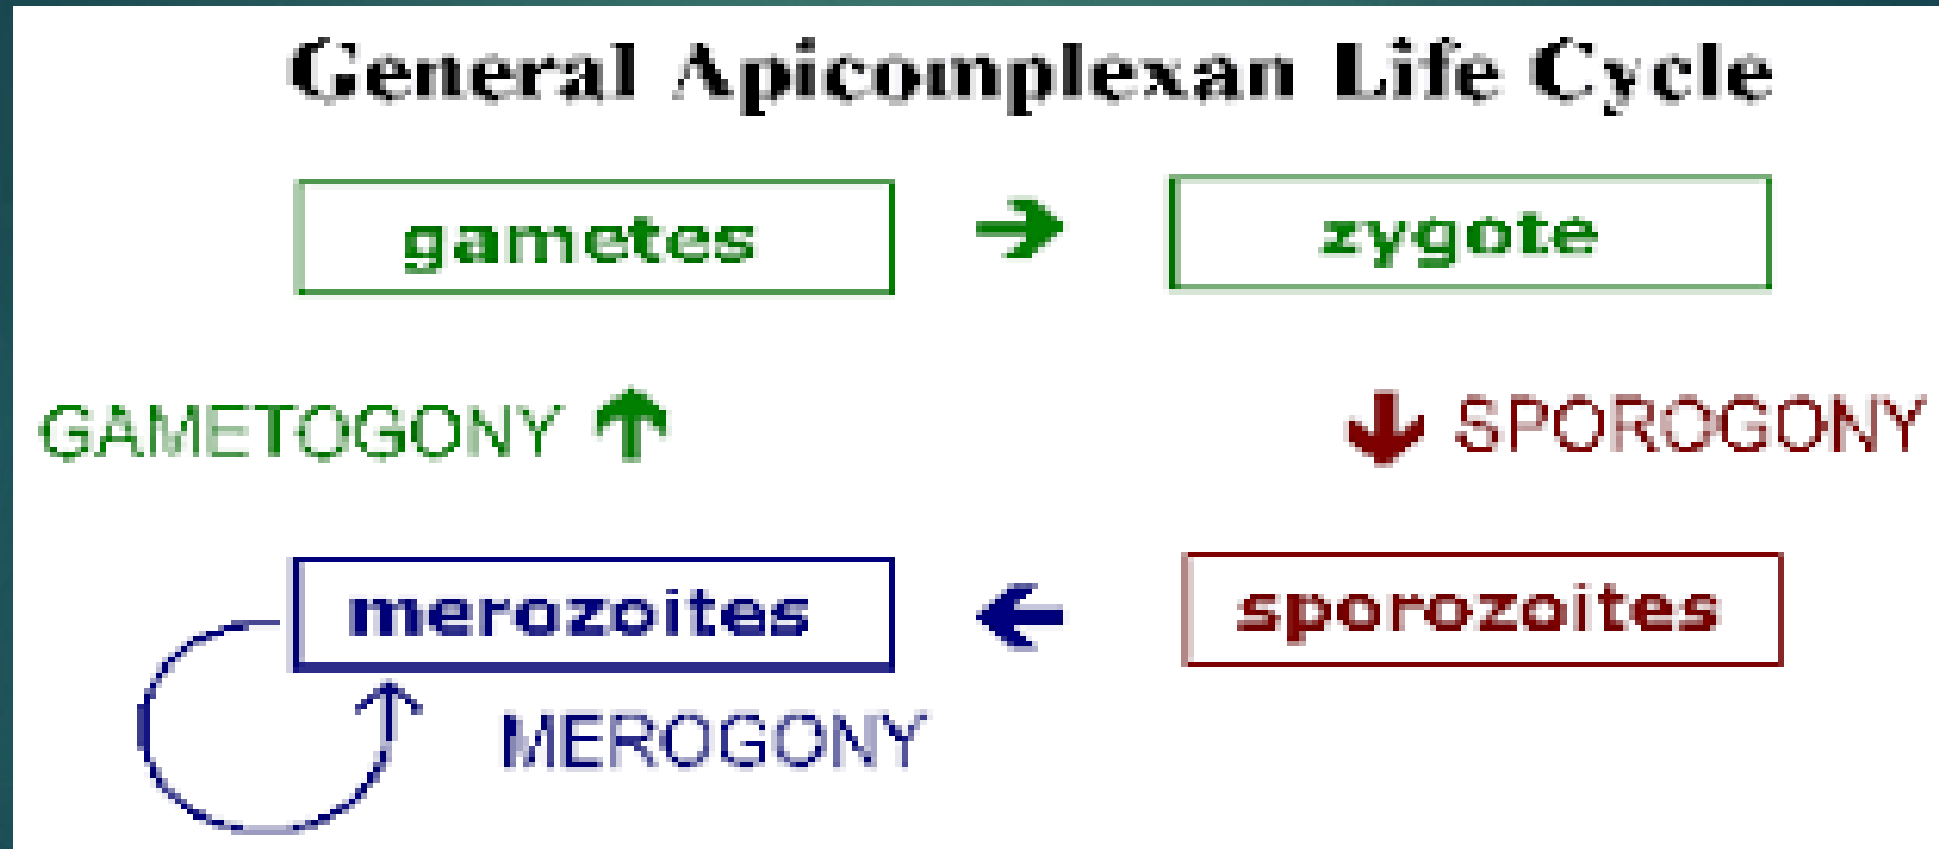 General Apicomplexan Life Cycle
gametes
zygote
GAMETOGONY
SPOROGONY
merozoites
sporozoites
MEROGONY